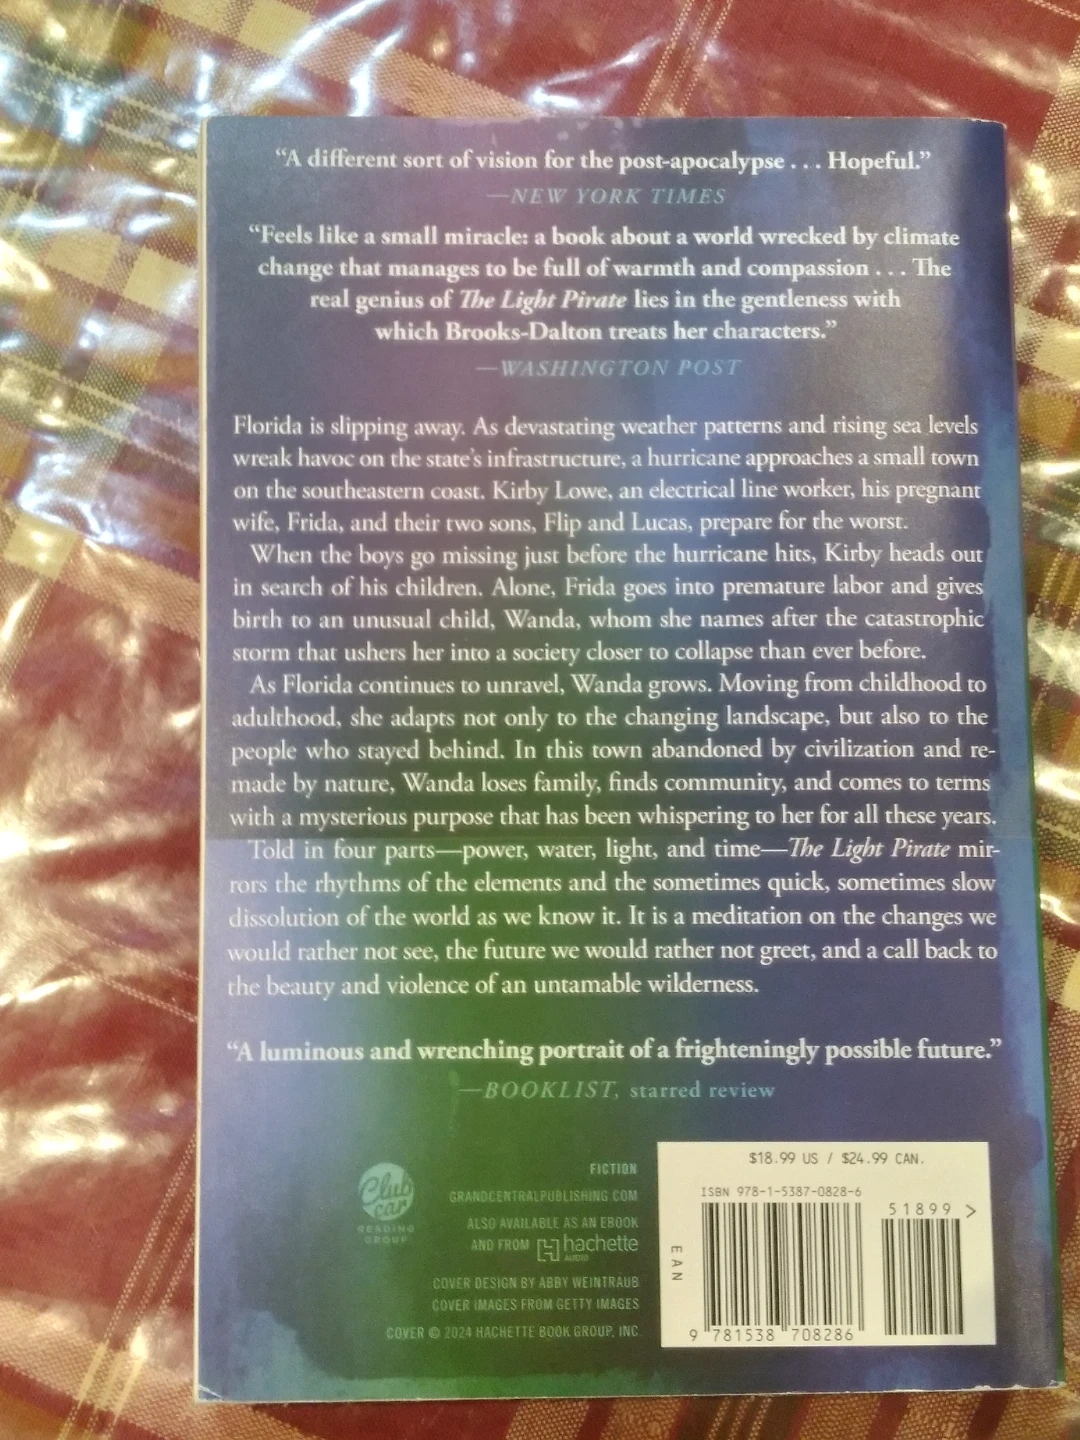 “A different sort of vision for the post-apocalypse . . . Hopeful.”
—NEW YORK TIMES
“Feels like a small miracle: a book about a world wrecked by climate
change that manages to be full of warmth and compassion . . . The
real genius of The Light Pirate lies in the gentleness with
which Brooks-Dalton treats her characters.”
—WASHINGTON POST
Florida is slipping away. As devastating weather patterns and rising sea levels
wreak havoc on the state’s infrastructure, a hurricane approaches a small town
on the southeastern coast. Kirby Lowe, an electrical line worker, his pregnant
wife, Frida, and their two sons, Flip and Lucas, prepare for the worst.
When the boys go missing just before the hurricane hits, Kirby heads out
in search of his children. Alone, Frida goes into premature labor and gives
birth to an unusual child, Wanda, whom she names after the catastrophic
storm that ushers her into a society closer to collapse than ever before.
As Florida continues to unravel, Wanda grows. Moving from childhood to
adulthood, she adapts not only to the changing landscape, but also to the
people who stayed behind. In this town abandoned by civilization and re-
made by nature, Wanda loses family, finds community, and comes to terms
with a mysterious purpose that has been whispering to her for all these years.
Told in four parts—power, water, light, and time—The Light Pirate mir-
rors the rhythms of the elements and the sometimes quick, sometimes slow
dissolution of the world as we know it. It is a meditation on the changes we
would rather not see, the future we would rather not greet, and a call back to
the beauty and violence of an untamable wilderness.
“A luminous and wrenching portrait of a frighteningly possible future.”
—BOOKLIST, starred review
Club
car
READING
GROUP
FICTION
GRANDCENTRALPUBLISHING.COM
ALSO AVAILABLE AS AN EBOOK
AND FROM hachette
AUDIO
COVER DESIGN BY ABBY WEINTRAUB
COVER IMAGES FROM GETTY IMAGES
COVER © 2024 HACHETTE BOOK GROUP, INC.
$18.99 US / $24.99 CAN.
ISBN 978-1-5387-0828-6
51899 >
EAN
9 781538 708286